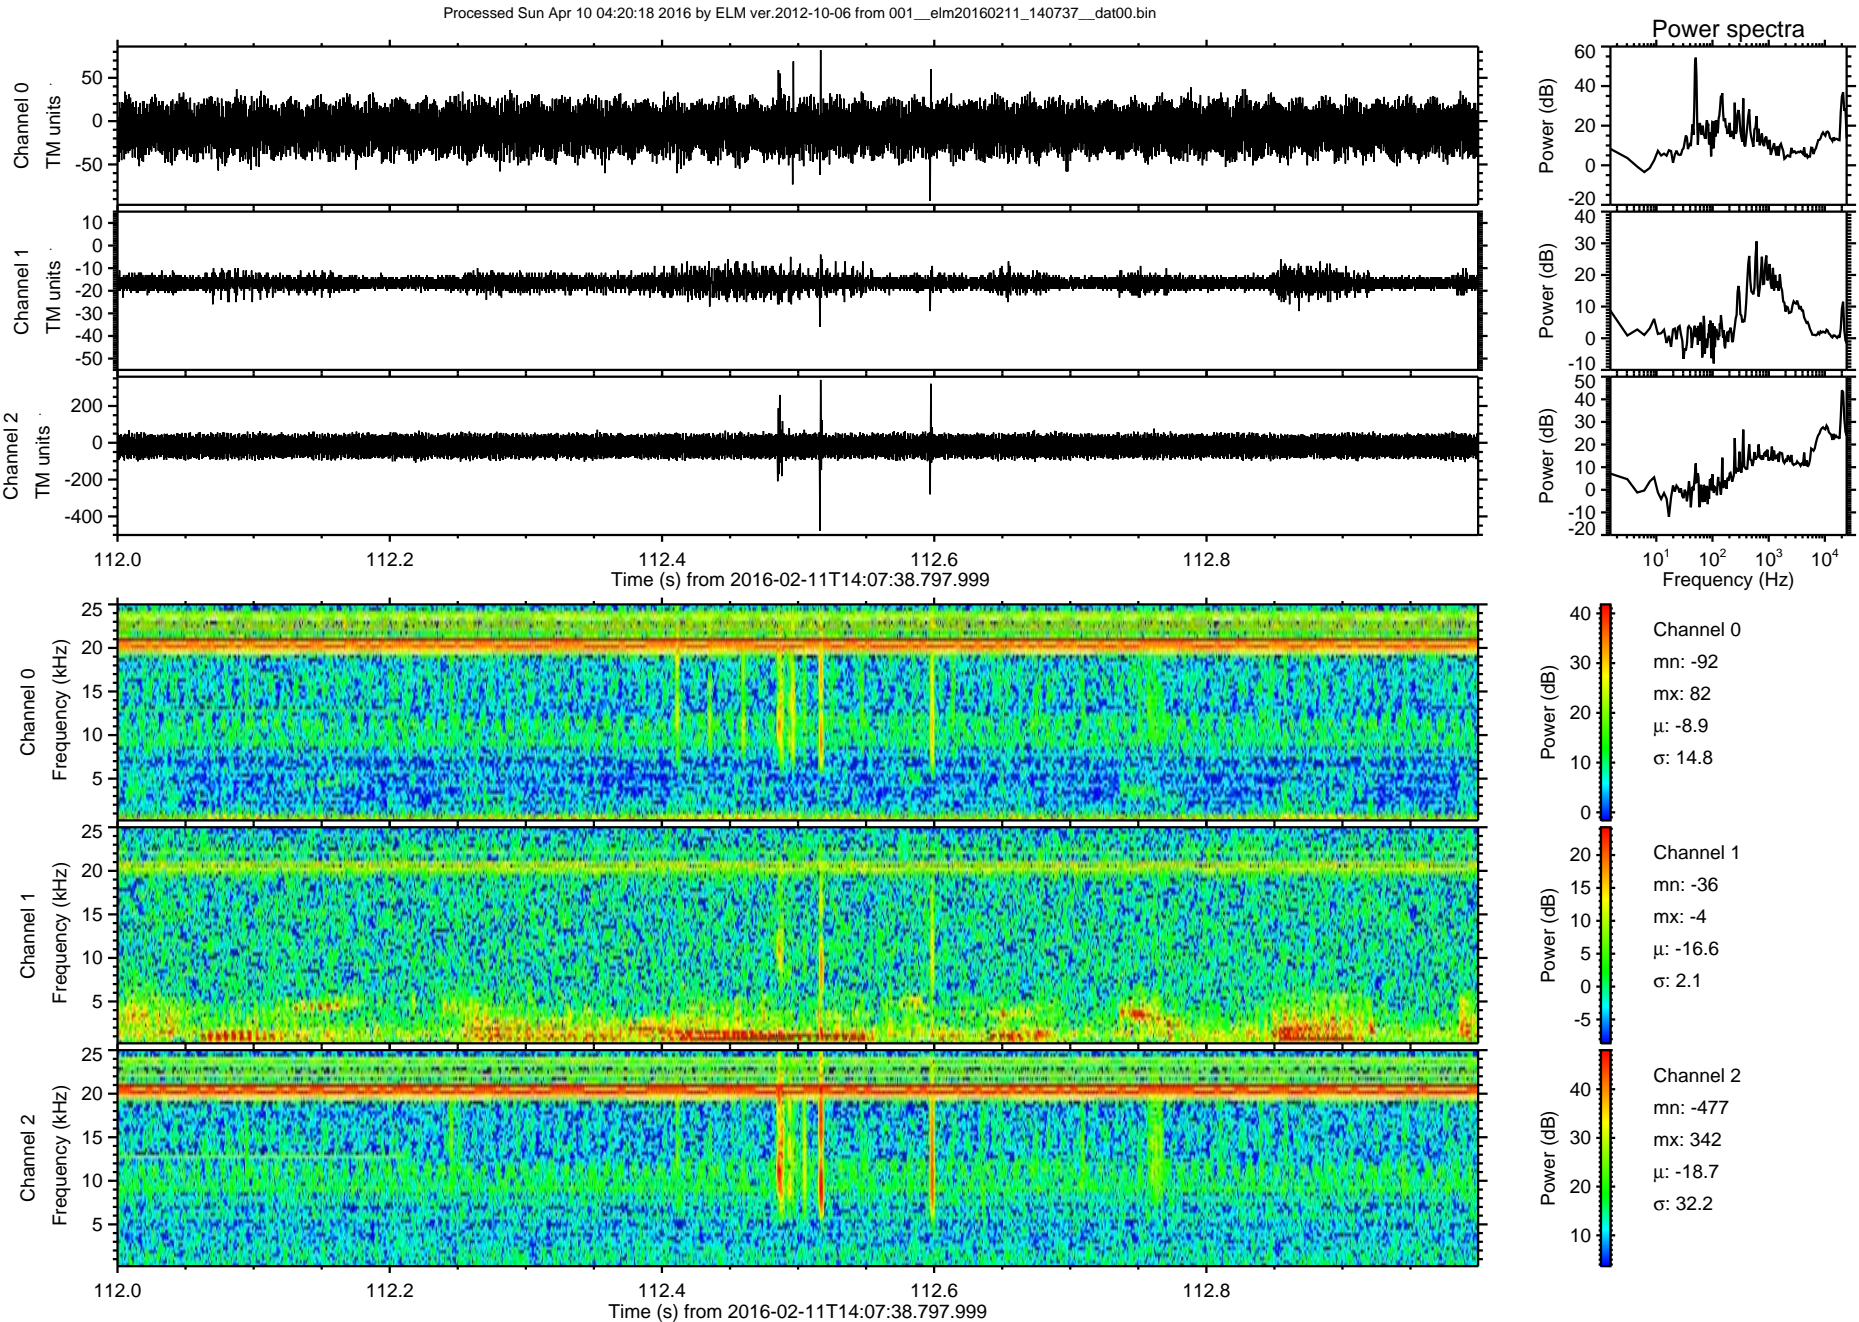 Processed Sun Apr 10 04:20:18 2016 by ELM ver.2012-10-06 from 001__elm20160211_140737__dat00.bin
Power spectra
Channel 0
TM units
50
0
-50
Power (dB)
60
40
20
0
-20
Channel 1
TM units
10
0
-10
-20
-30
-40
-50
Power (dB)
40
30
20
10
0
-10
Channel 2
TM units
200
0
-200
-400
Power (dB)
50
40
30
20
10
0
-10
-20
112.0 112.2 112.4 112.6 112.8
Time (s) from 2016-02-11T14:07:38.797.999
10¹ 10² 10³ 10⁴
Frequency (Hz)
Channel 0
Frequency (kHz)
25
20
15
10
5
Power (dB)
40
30
20
10
0
Channel 0
mn: -92
mx: 82
μ: -8.9
σ: 14.8
Channel 1
Frequency (kHz)
25
20
15
10
5
Power (dB)
20
15
10
5
0
-5
Channel 1
mn: -36
mx: -4
μ: -16.6
σ: 2.1
Channel 2
Frequency (kHz)
25
20
15
10
5
Power (dB)
40
30
20
10
Channel 2
mn: -477
mx: 342
μ: -18.7
σ: 32.2
112.0 112.2 112.4 112.6 112.8
Time (s) from 2016-02-11T14:07:38.797.999